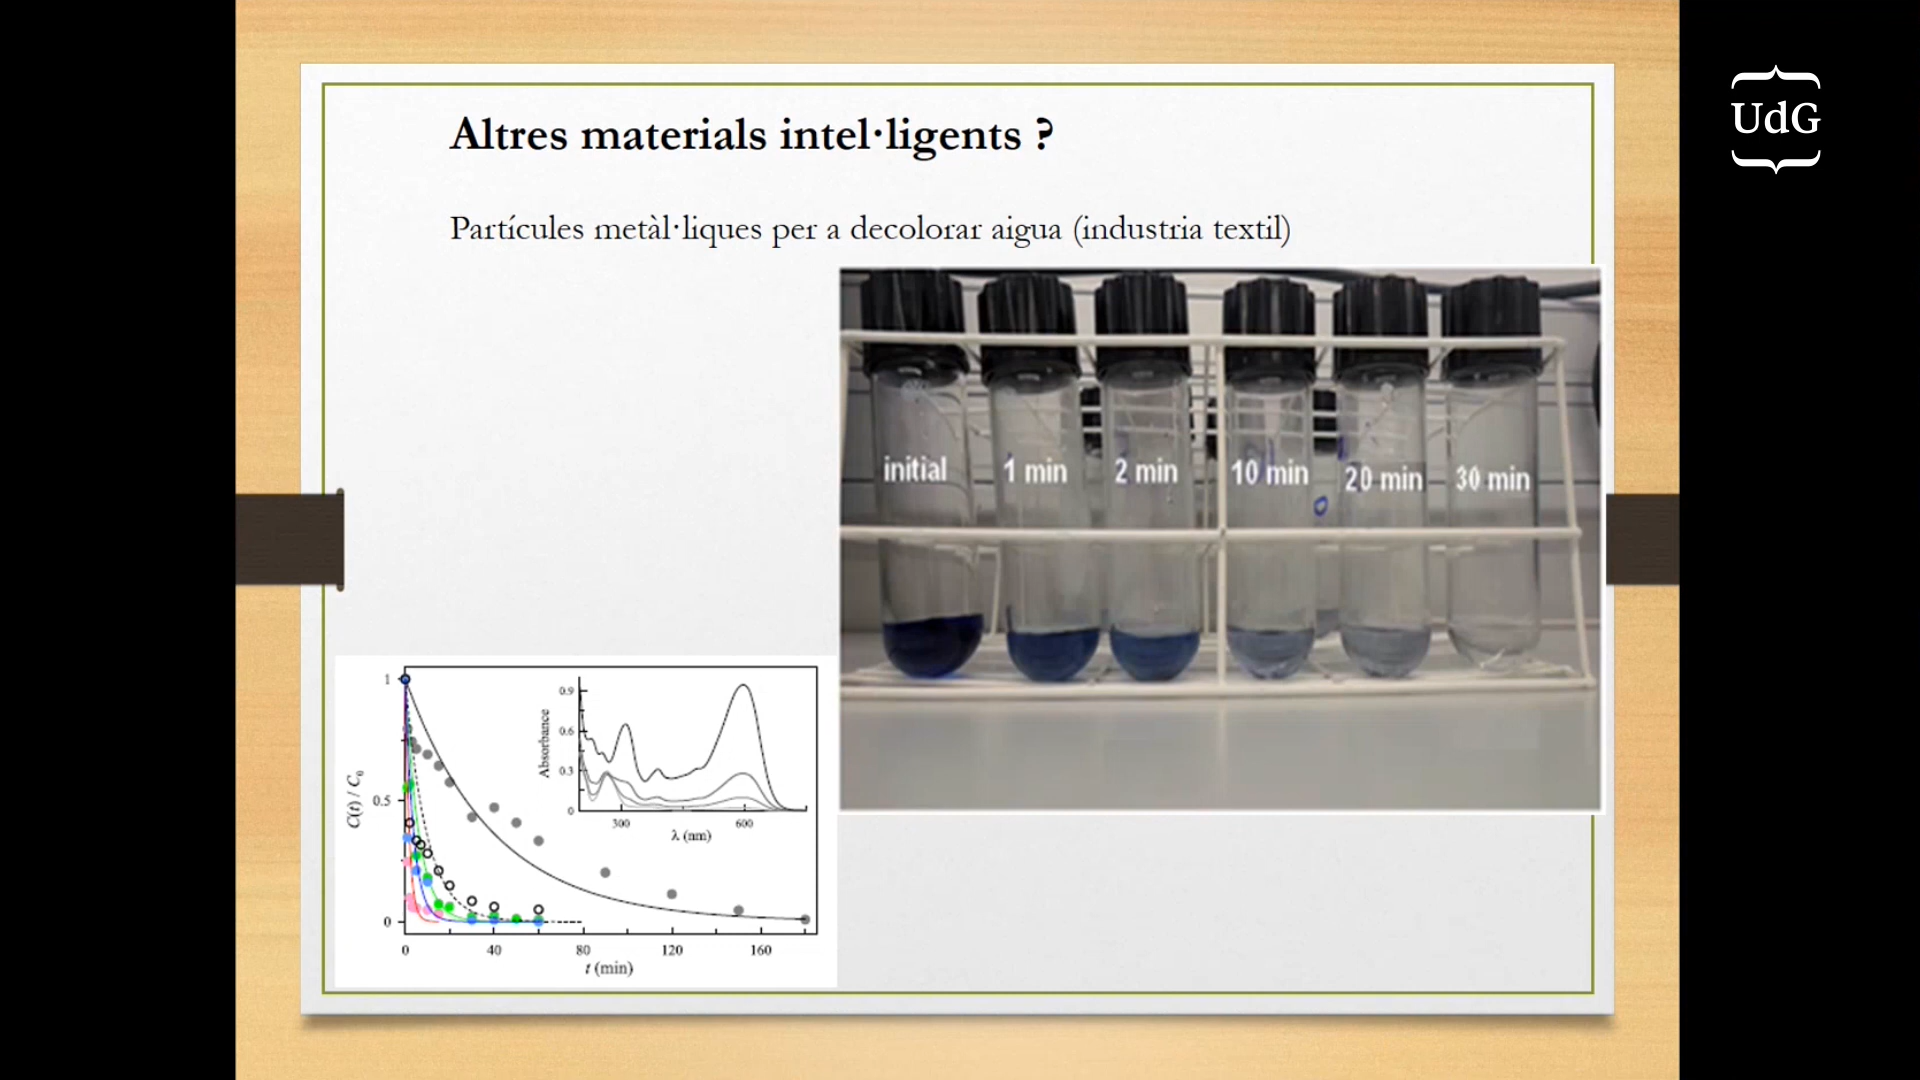 Altres materials intel·ligents ?
UdG
Partícules metàl·liques per a decolorar aigua (industria textil)
initial 1 min 2 min 10 min 20 min 30 min
1
0.5
0
C(t) / C0
0 40 80 120 160
t (min)
0.9
0.6
0.3
0
Absorbance
300 600
λ (nm)